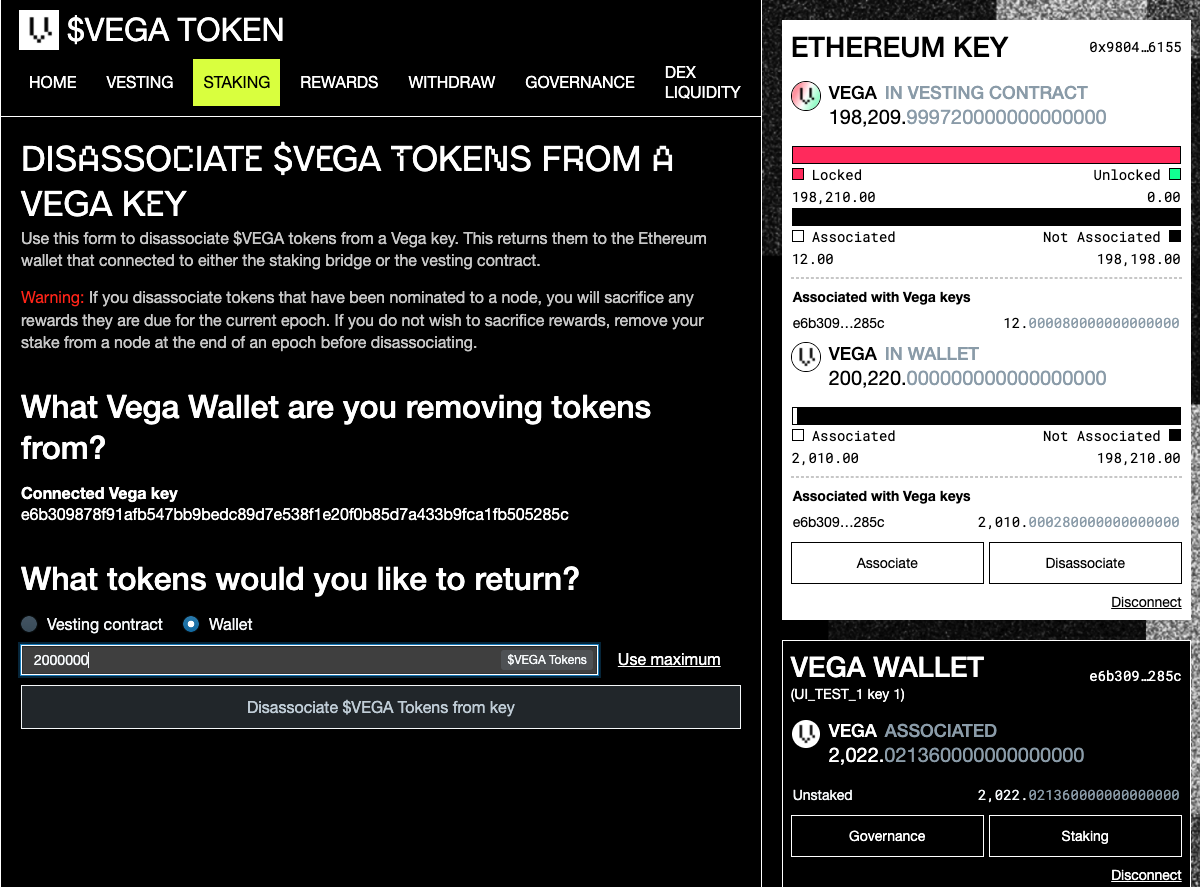 $VEGA TOKEN
HOME VESTING STAKING REWARDS WITHDRAW GOVERNANCE DEX LIQUIDITY
DISASSOCIATE $VEGA TOKENS FROM A
VEGA KEY
Use this form to disassociate $VEGA tokens from a Vega key. This returns them to the Ethereum
wallet that connected to either the staking bridge or the vesting contract.
Warning: If you disassociate tokens that have been nominated to a node, you will sacrifice any
rewards they are due for the current epoch. If you do not wish to sacrifice rewards, remove your
stake from a node at the end of an epoch before disassociating.
What Vega Wallet are you removing tokens
from?
Connected Vega key
e6b309878f91afb547bb9bedc89d7e538f1e20f0b85d7a433b9fca1fb505285c
What tokens would you like to return?
Vesting contract Wallet
2000000 $VEGA Tokens Use maximum
Disassociate $VEGA Tokens from key
ETHEREUM KEY 0x9804…6155
VEGA IN VESTING CONTRACT
198,209.999720000000000000
Locked Unlocked
198,210.00 0.00
Associated Not Associated
12.00 198,198.00
Associated with Vega keys
e6b309…285c 12.000080000000000000
VEGA IN WALLET
200,220.000000000000000000
Associated Not Associated
2,010.00 198,210.00
Associated with Vega keys
e6b309…285c 2,010.000280000000000000
Associate Disassociate
Disconnect
VEGA WALLET e6b309…285c
(UI_TEST_1 key 1)
VEGA ASSOCIATED
2,022.021360000000000000
Unstaked 2,022.021360000000000000
Governance Staking
Disconnect